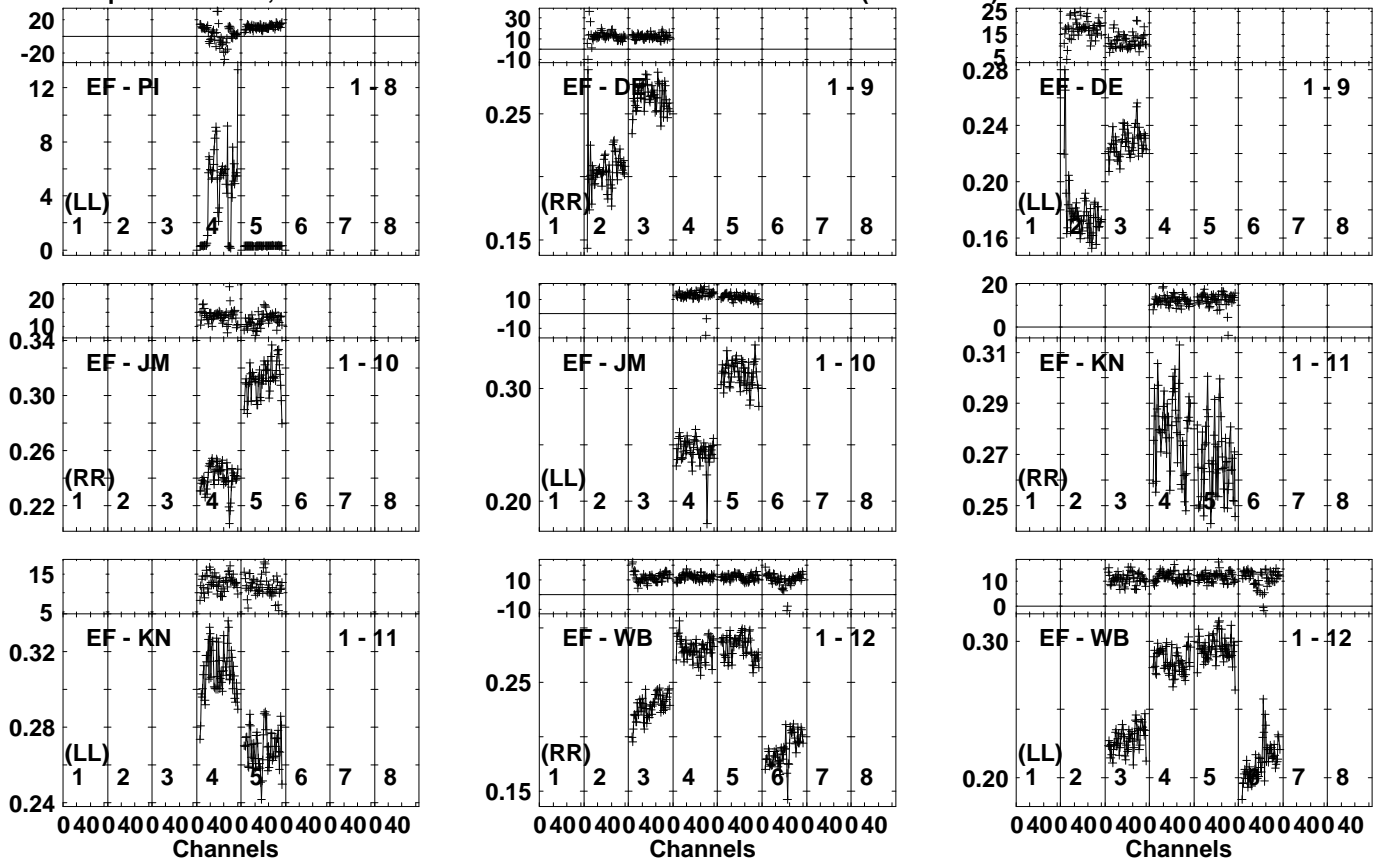 20
-20
EF - PI 1 - 8
12
8
4
0
(LL)
1 2 3 4 5 6 7 8
30
10
-10
EF - DE 1 - 9
0.25
0.15
(RR)
1 2 3 4 5 6 7 8
25
15
5
EF - DE 1 - 9
0.28
0.24
0.20
0.16
(LL)
1 2 3 4 5 6 7 8
20
10
EF - JM 1 - 10
0.34
0.30
0.26
0.22
(RR)
1 2 3 4 5 6 7 8
10
-10
EF - JM 1 - 10
0.30
0.20
(LL)
1 2 3 4 5 6 7 8
20
0
EF - KN 1 - 11
0.31
0.29
0.27
0.25
(RR)
1 2 3 4 5 6 7 8
15
5
EF - KN 1 - 11
0.32
0.28
0.24
(LL)
1 2 3 4 5 6 7 8
10
-10
EF - WB 1 - 12
0.25
0.15
(RR)
1 2 3 4 5 6 7 8
10
0
EF - WB 1 - 12
0.30
0.20
(LL)
1 2 3 4 5 6 7 8
0 40 0 40 0 40 0 40 0 40 0 40 0 40 0 40
Channels
0 40 0 40 0 40 0 40 0 40 0 40 0 40 0 40
Channels
0 40 0 40 0 40 0 40 0 40 0 40 0 40 0 40
Channels